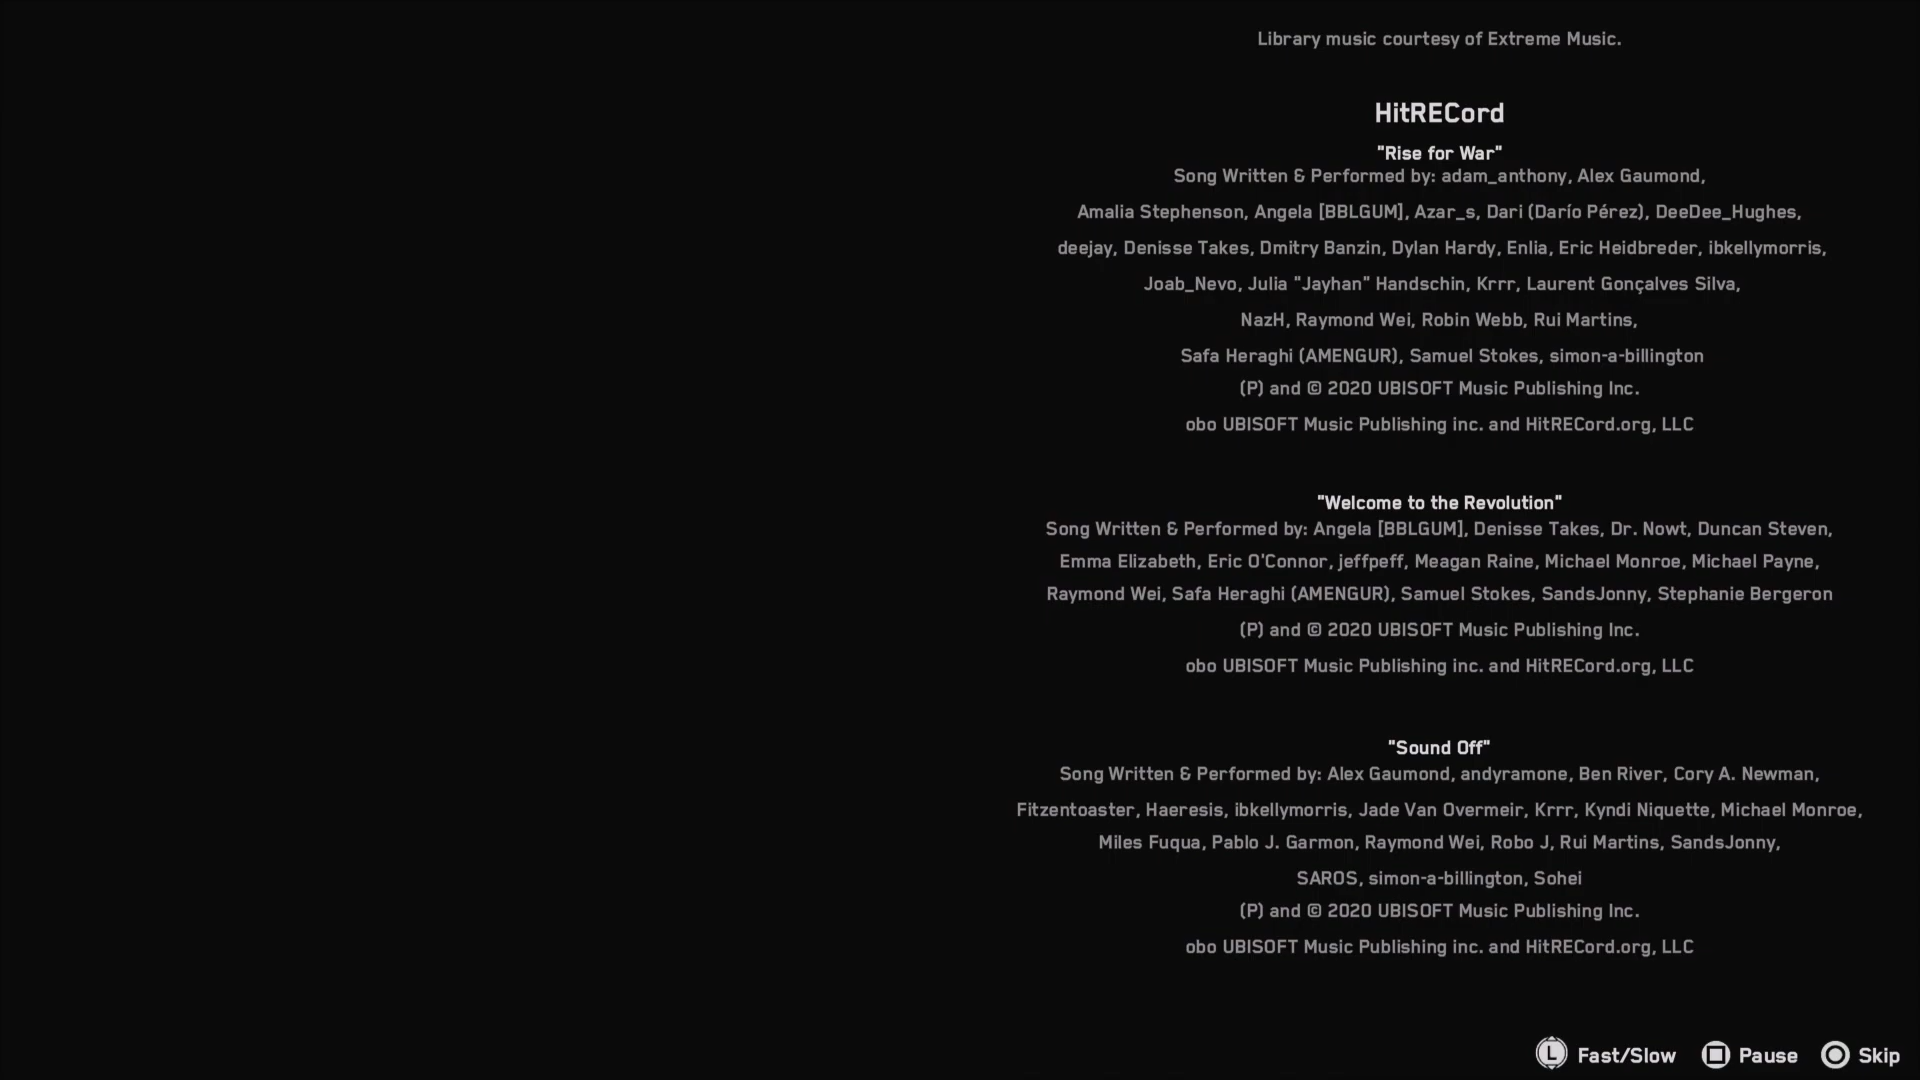 Library music courtesy of Extreme Music.
HitRECord
"Rise for War"
Song Written & Performed by: adam_anthony, Alex Gaumond,
Amalia Stephenson, Angela [BBLGUM], Azar_s, Dari (Darío Pérez), DeeDee_Hughes,
deejay, Denisse Takes, Dmitry Banzin, Dylan Hardy, Enlia, Eric Heidbreder, ibkellymorris,
Joab_Nevo, Julia "Jayhan" Handschin, Krrr, Laurent Gonçalves Silva,
NazH, Raymond Wei, Robin Webb, Rui Martins,
Safa Heraghi (AMENGUR), Samuel Stokes, simon-a-billington
(P) and © 2020 UBISOFT Music Publishing Inc.
obo UBISOFT Music Publishing inc. and HitRECord.org, LLC
"Welcome to the Revolution"
Song Written & Performed by: Angela [BBLGUM], Denisse Takes, Dr. Nowt, Duncan Steven,
Emma Elizabeth, Eric O'Connor, jeffpeff, Meagan Raine, Michael Monroe, Michael Payne,
Raymond Wei, Safa Heraghi (AMENGUR), Samuel Stokes, SandsJonny, Stephanie Bergeron
(P) and © 2020 UBISOFT Music Publishing Inc.
obo UBISOFT Music Publishing inc. and HitRECord.org, LLC
"Sound Off"
Song Written & Performed by: Alex Gaumond, andyramone, Ben River, Cory A. Newman,
Fitzentoaster, Haeresis, ibkellymorris, Jade Van Overmeir, Krrr, Kyndi Niquette, Michael Monroe,
Miles Fuqua, Pablo J. Garmon, Raymond Wei, Robo J, Rui Martins, SandsJonny,
SAROS, simon-a-billington, Sohei
(P) and © 2020 UBISOFT Music Publishing Inc.
obo UBISOFT Music Publishing inc. and HitRECord.org, LLC
L Fast/Slow Pause Skip